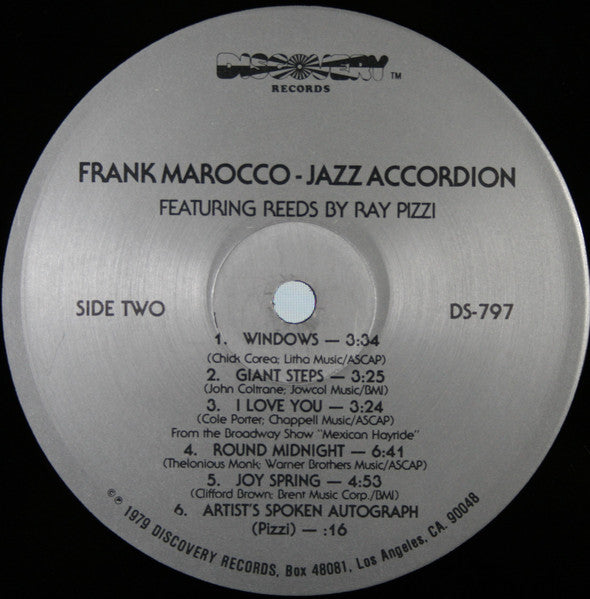 DISCOVERY™
RECORDS
FRANK MAROCCO - JAZZ ACCORDION
FEATURING REEDS BY RAY PIZZI
SIDE TWO
DS-797
1. WINDOWS — 3:34
(Chick Corea; Litha Music/ASCAP)
2. GIANT STEPS — 3:25
(John Coltrane; Jowcol Music/BMI)
3. I LOVE YOU — 3:24
(Cole Porter; Chappell Music/ASCAP)
From the Broadway Show "Mexican Hayride"
4. ROUND MIDNIGHT — 6:41
(Thelonious Monk; Warner Brothers Music/ASCAP)
5. JOY SPRING — 4:53
(Clifford Brown; Brent Music Corp./BMI)
6. ARTIST'S SPOKEN AUTOGRAPH
(Pizzi) — :16
©℗ 1979 DISCOVERY RECORDS, Box 48081, Los Angeles, CA. 90048